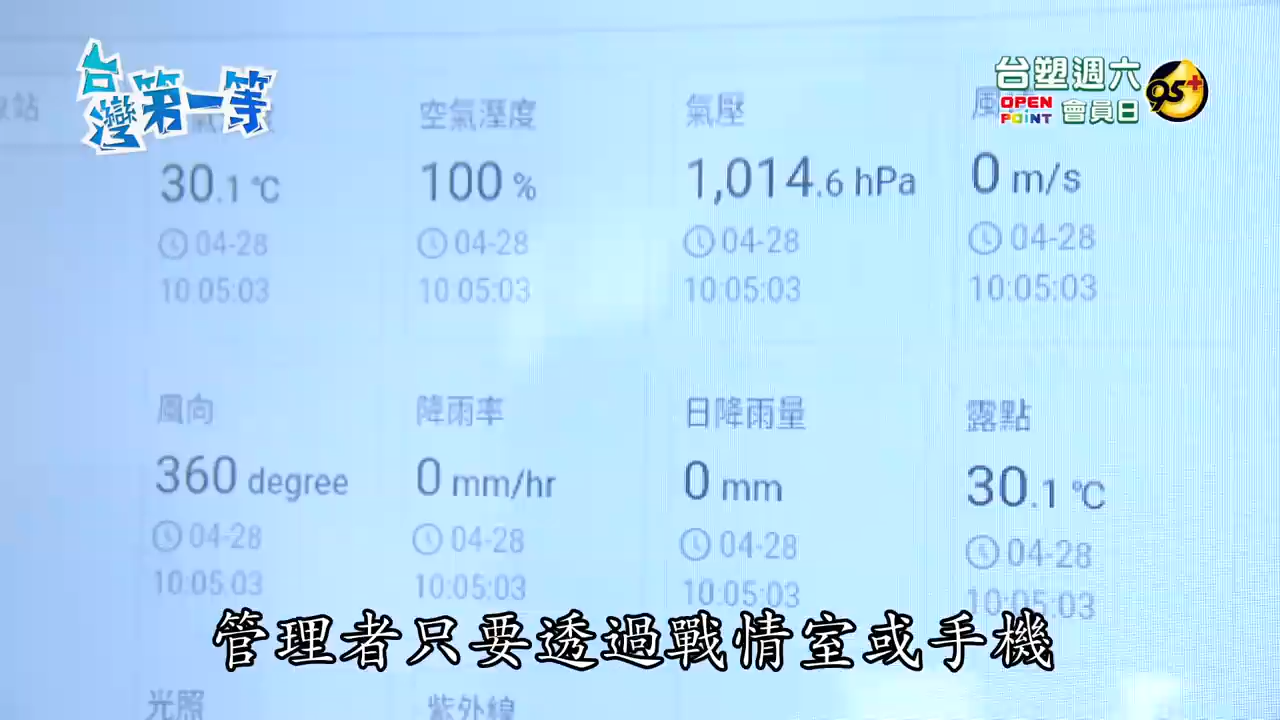 台灣第一等
台塑週六
OPEN POiNT 會員日 95+
站
空氣溼度
氣壓
風
30.1 ℃
100 %
1,014.6 hPa
0 m/s
04-28
04-28
04-28
04-28
10:05:03
10:05:03
10:05:03
10:05:03
風向
降雨率
日降雨量
露點
360 degree
0 mm/hr
0 mm
30.1 ℃
04-28
04-28
04-28
04-28
10:05:03
10:05:03
10:05:03
10:05:03
管理者只要透過戰情室或手機
光照
紫外線